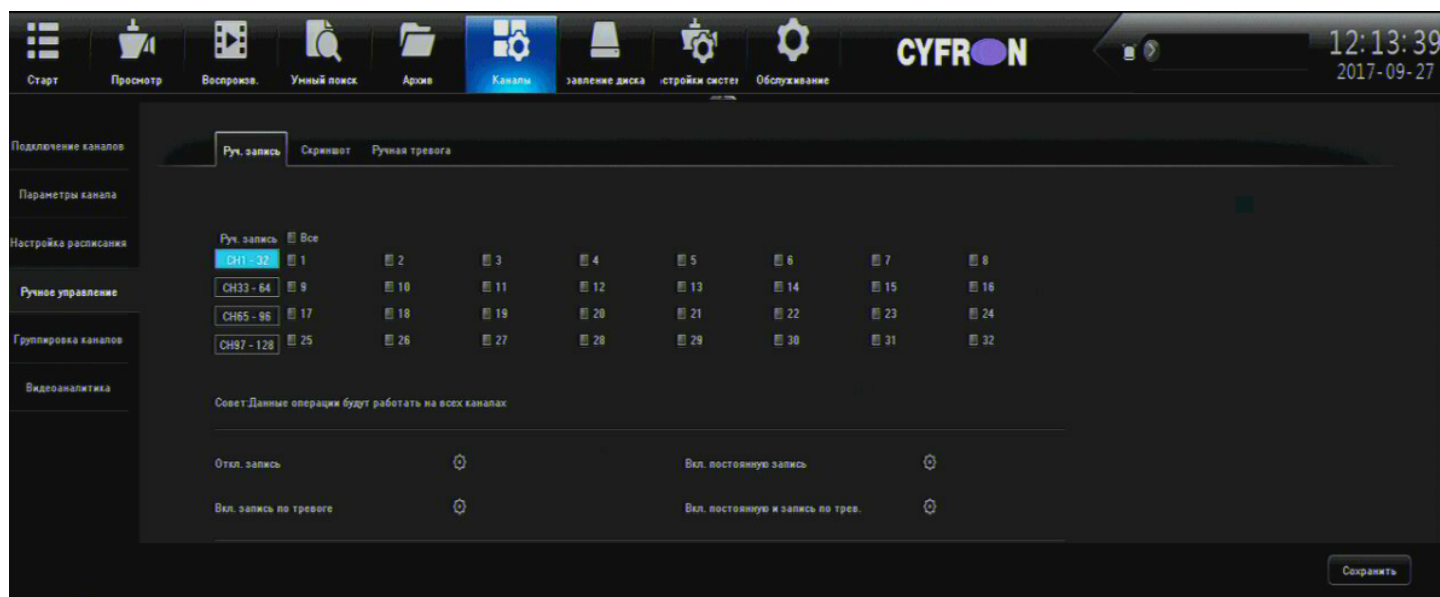 Старт Просмотр Воспроизв. Умный поиск Архив Каналы равление диска стройки систе Обслуживание
CYFRON
12:13:39
2017-09-27
Подключение каналов
Параметры канала
Настройка расписания
Ручное управление
Группировка каналов
Видеоаналитика
Руч. запись Скриншот Ручная тревога
Руч. запись Все
CH1 - 32 1 2 3 4 5 6 7 8
CH33 - 64 9 10 11 12 13 14 15 16
CH65 - 96 17 18 19 20 21 22 23 24
CH97 - 128 25 26 27 28 29 30 31 32
Совет:Данные операции будут работать на всех каналах
Откл. запись Вкл. постоянную запись
Вкл. запись по тревоге Вкл. постоянную и запись по трев.
Сохранить